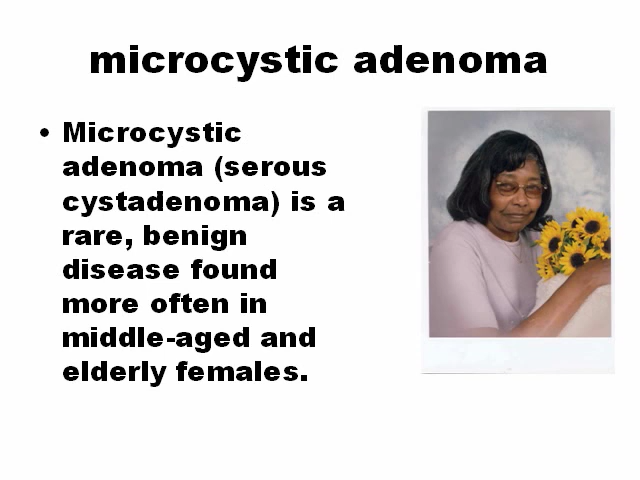 microcystic adenoma
• Microcystic
adenoma (serous
cystadenoma) is a
rare, benign
disease found
more often in
middle-aged and
elderly females.